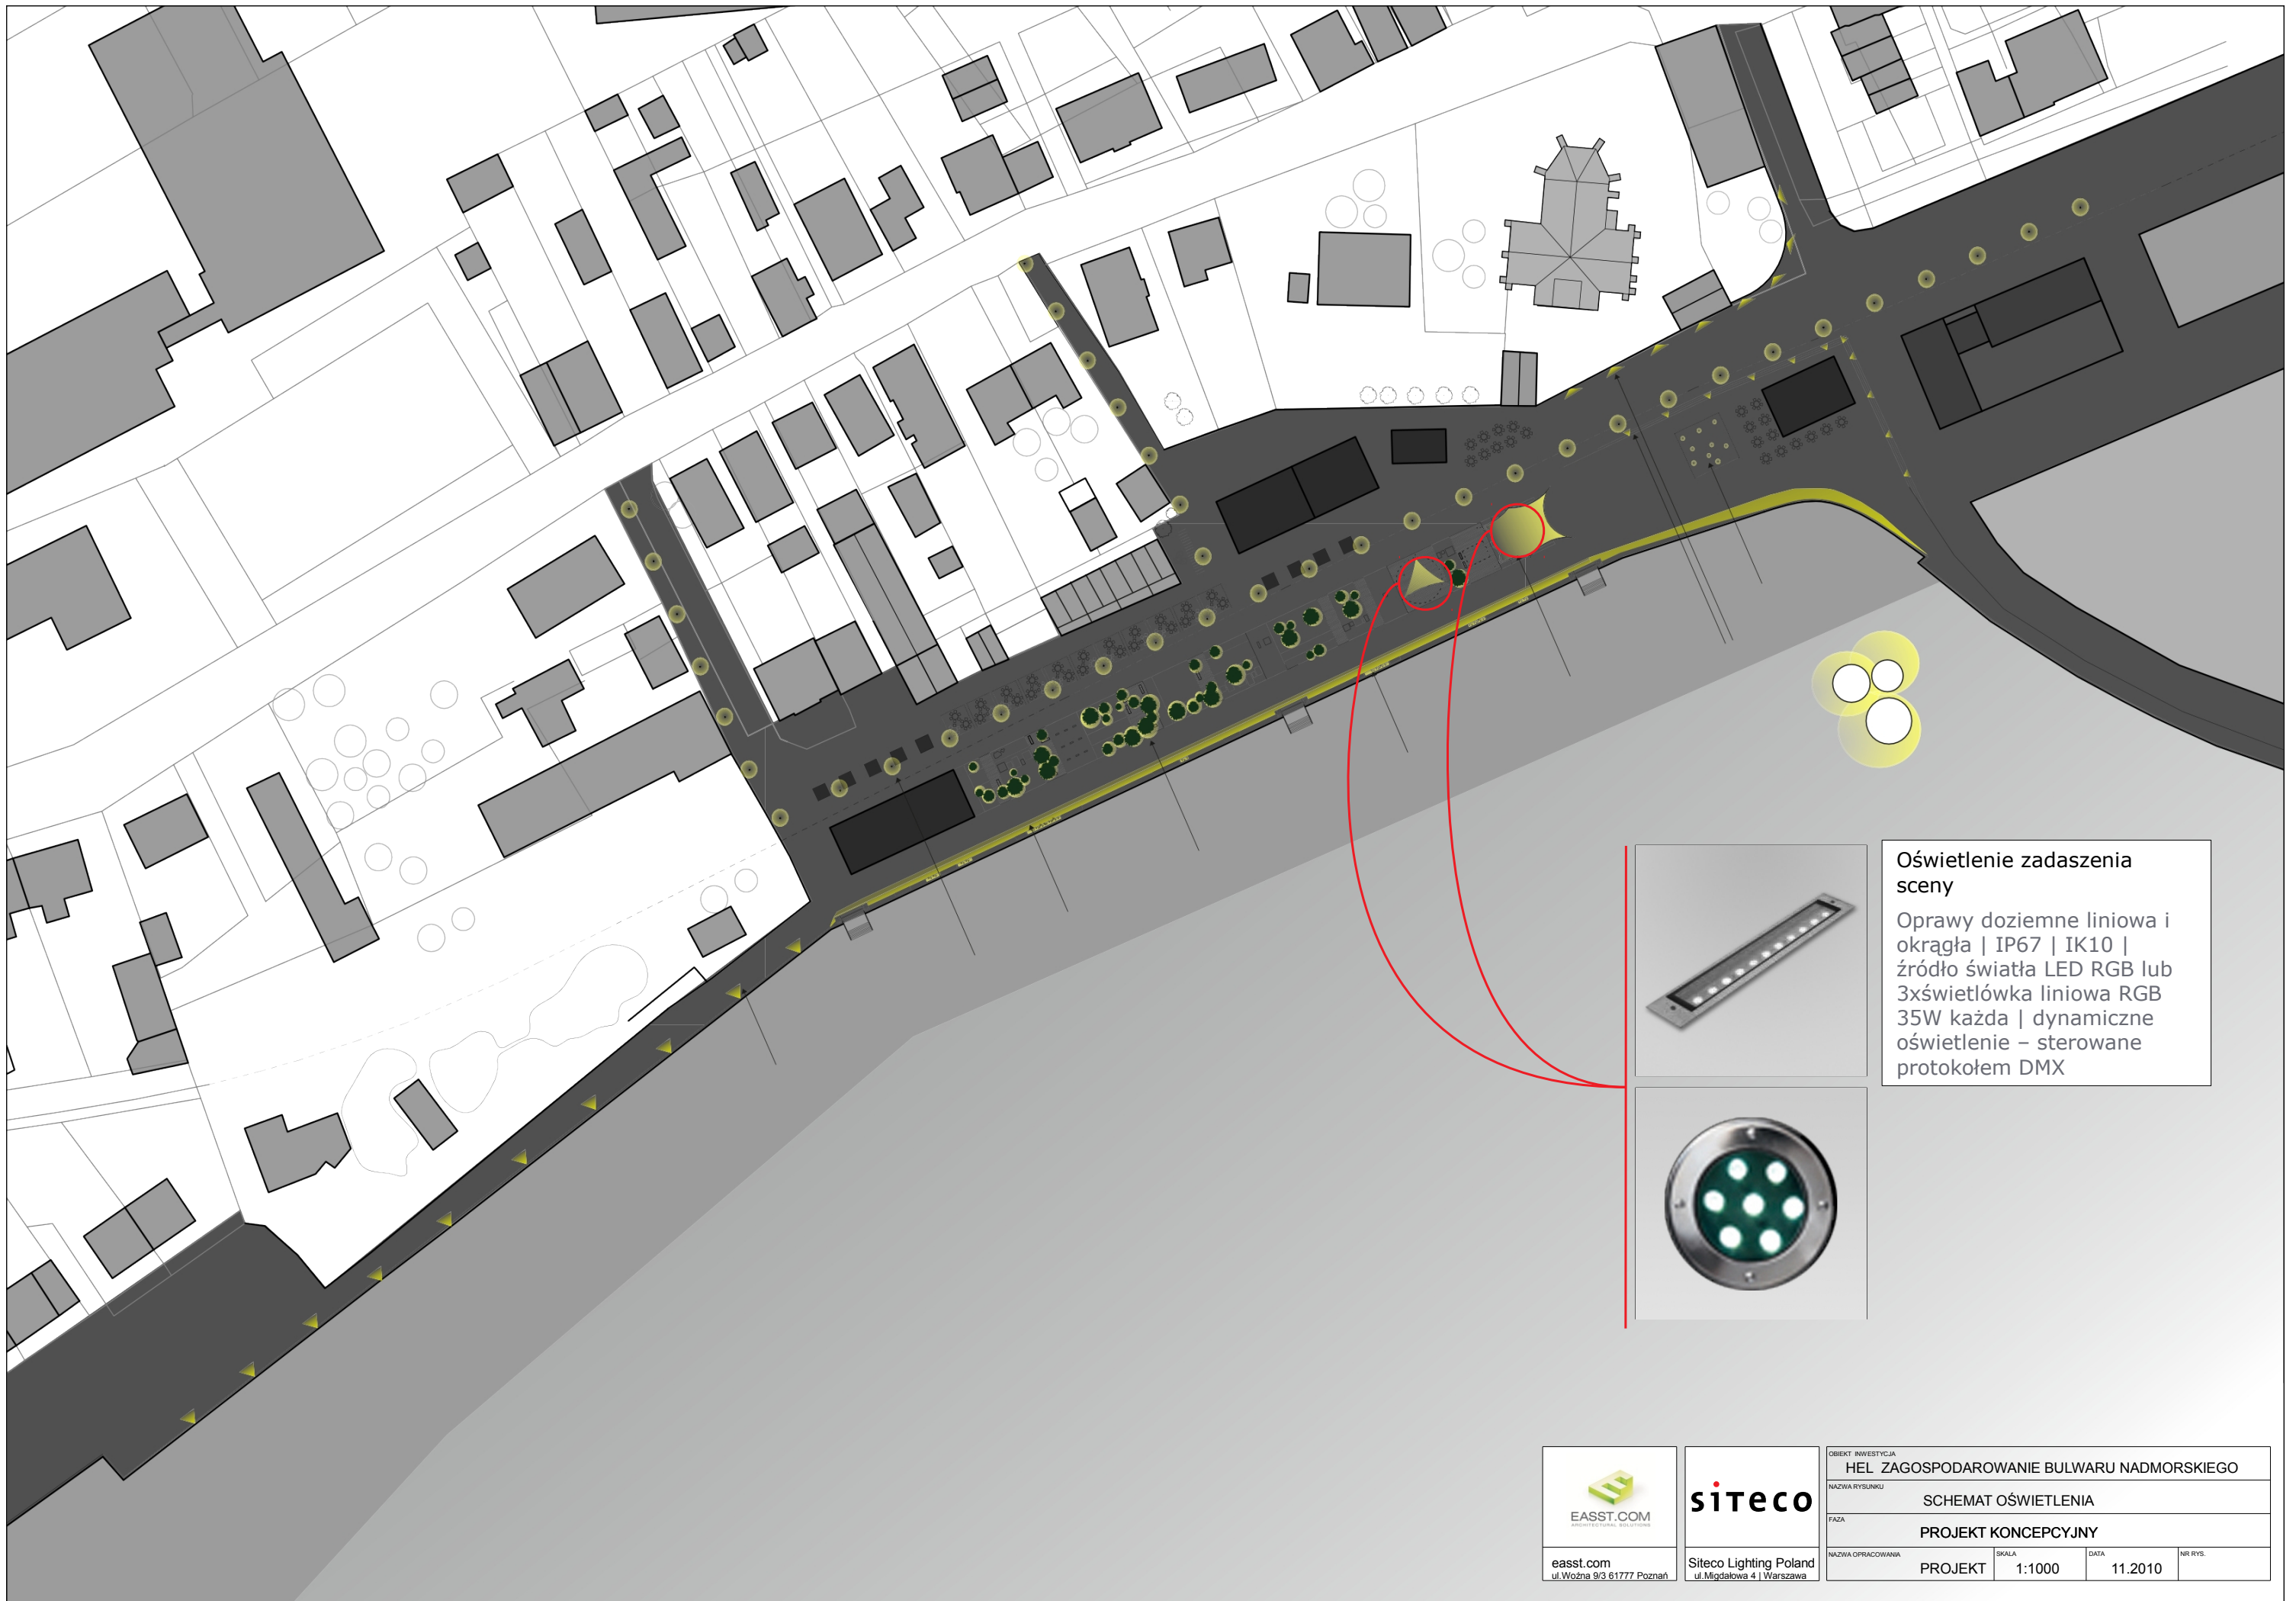 Oświetlenie zadaszenia
sceny
Oprawy doziemne liniowa i
okrągła | IP67 | IK10 |
źródło światła LED RGB lub
3xświetlówka liniowa RGB
35W każda | dynamiczne
oświetlenie – sterowane
protokołem DMX
EASST.COM
ARCHITECTURAL SOLUTIONS
easst.com
ul.Woźna 9/3 61777 Poznań
siteco
Siteco Lighting Poland
ul.Migdałowa 4 | Warszawa
OBIEKT INWESTYCJA
HEL ZAGOSPODAROWANIE BULWARU NADMORSKIEGO
NAZWA RYSUNKU
SCHEMAT OŚWIETLENIA
FAZA
PROJEKT KONCEPCYJNY
NAZWA OPRACOWANIA
PROJEKT
SKALA
1:1000
DATA
11.2010
NR RYS.